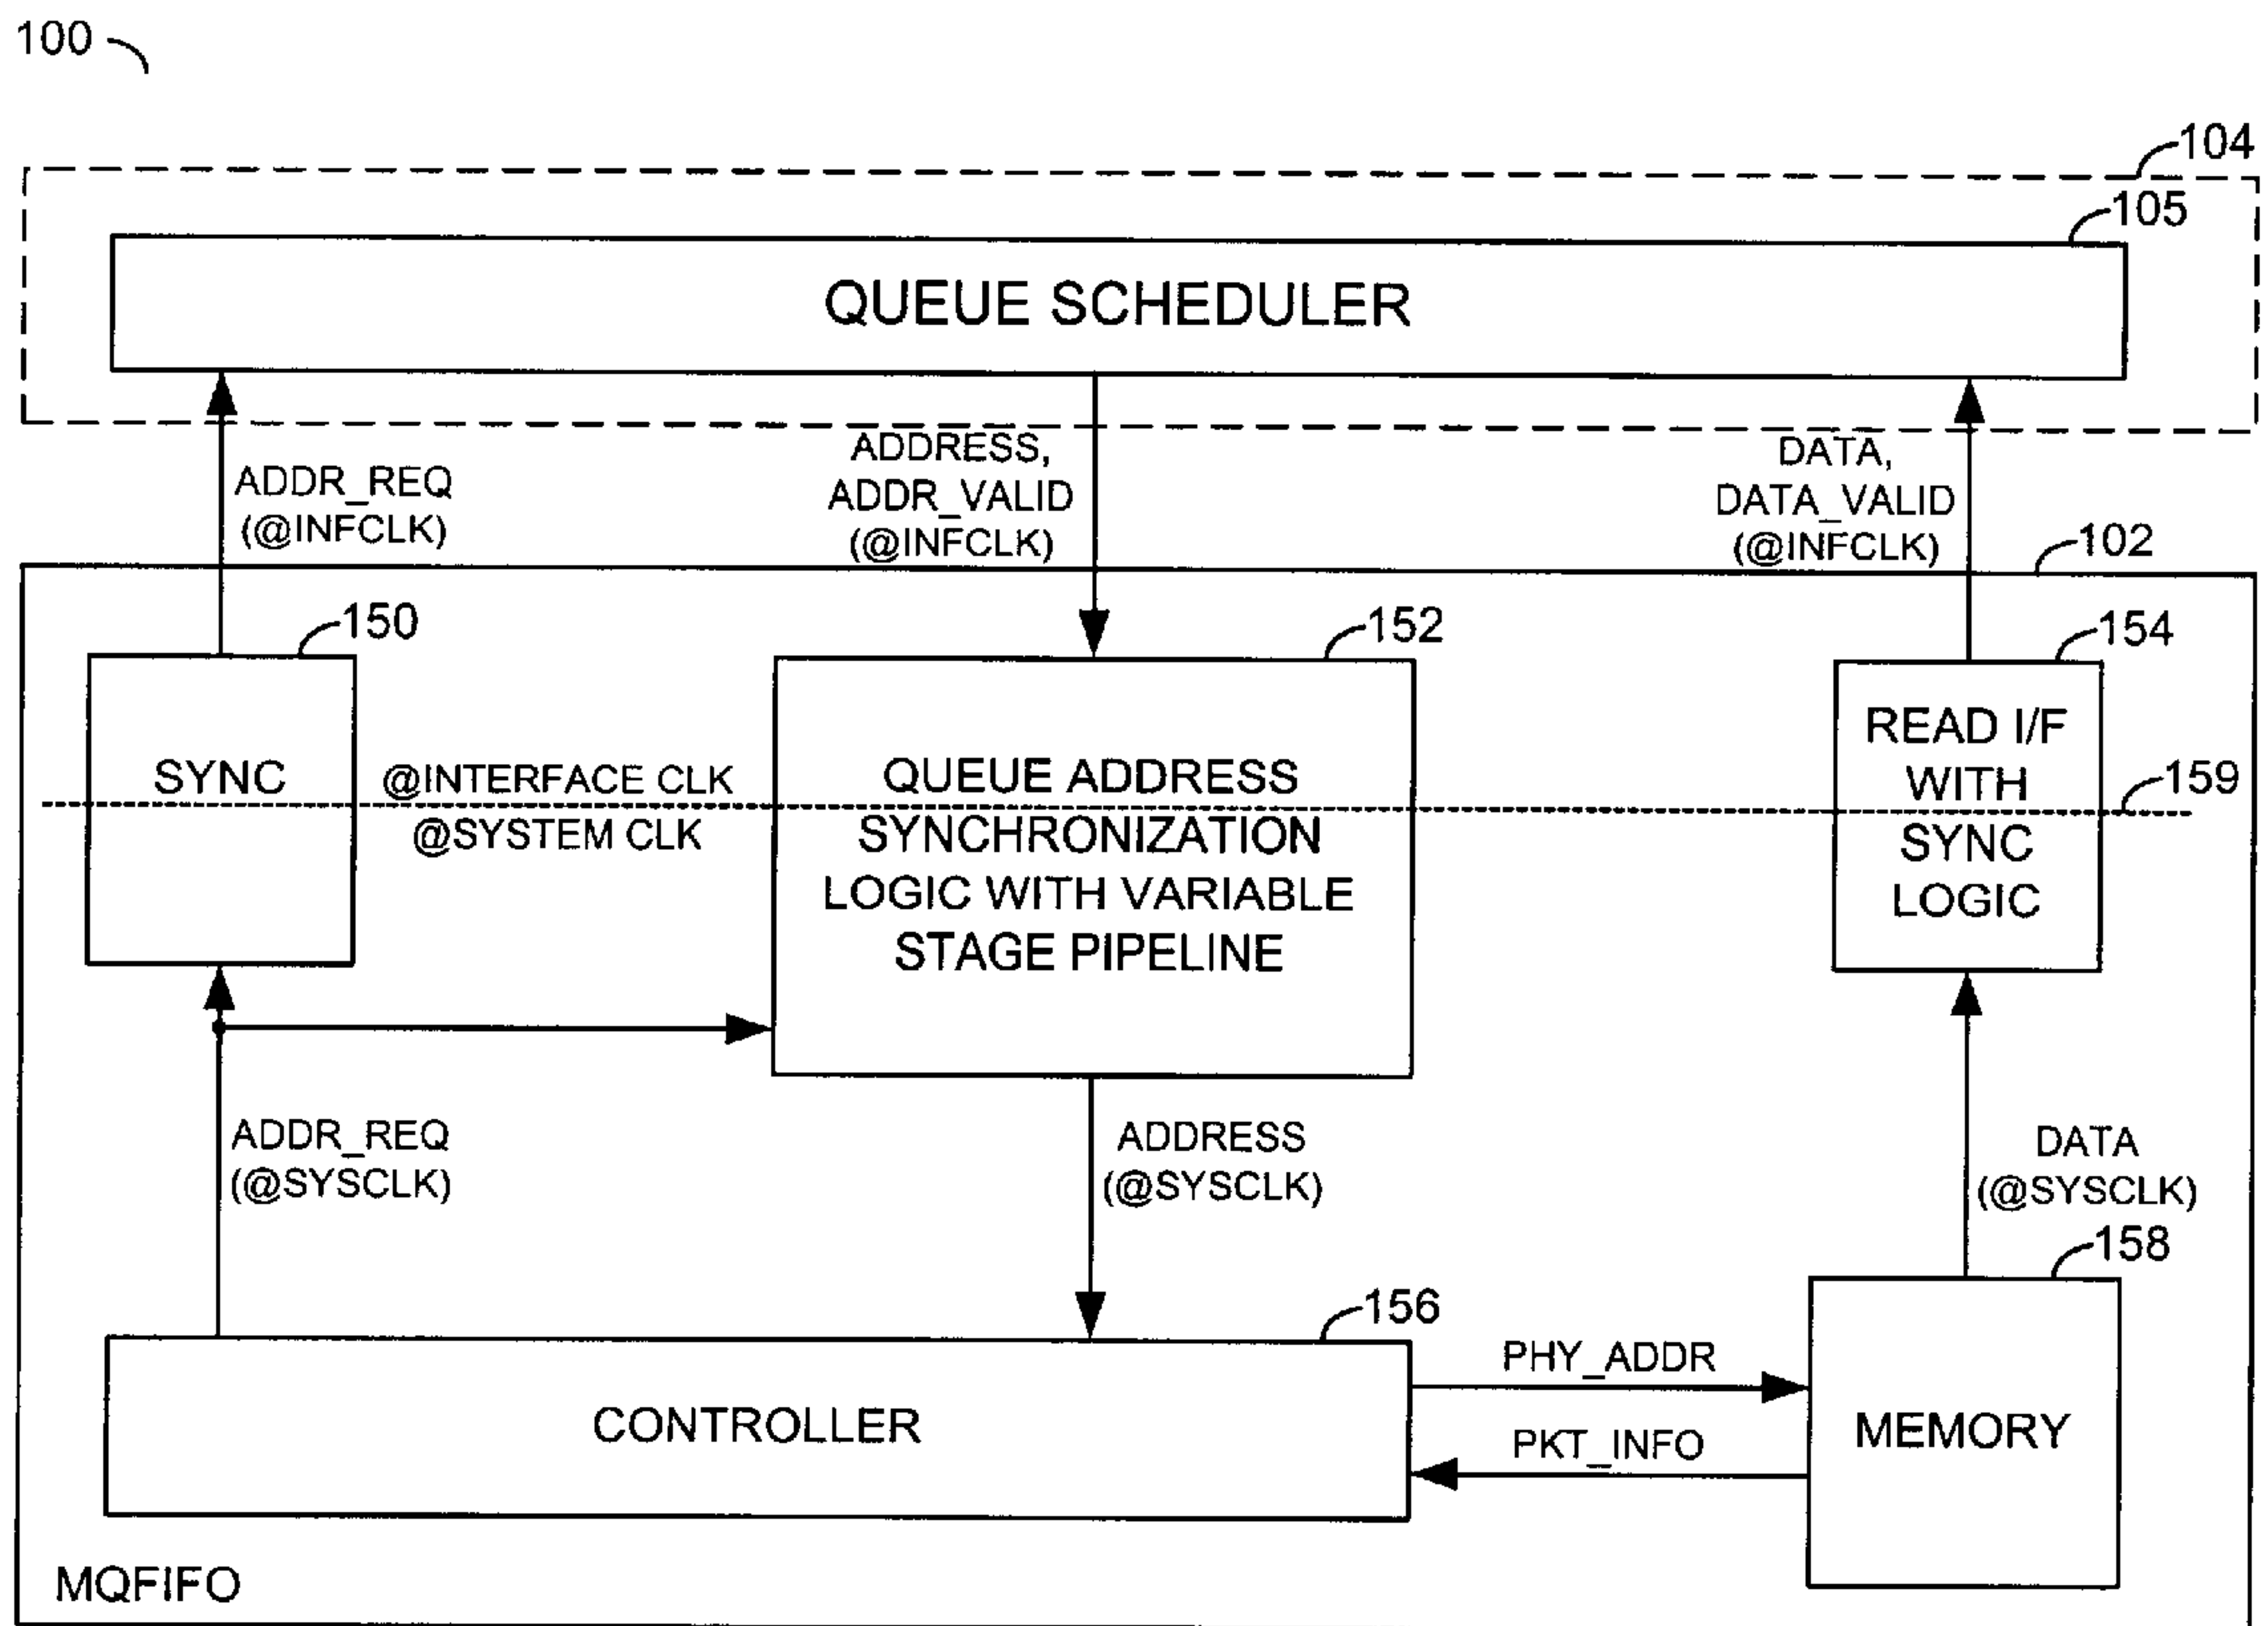 100
104
105
QUEUE SCHEDULER
ADDR_REQ
(@INFCLK)
ADDRESS,
ADDR_VALID
(@INFCLK)
DATA,
DATA_VALID
(@INFCLK)
102
150
152
154
SYNC
@INTERFACE CLK
@SYSTEM CLK
QUEUE ADDRESS
SYNCHRONIZATION
LOGIC WITH VARIABLE
STAGE PIPELINE
READ I/F
WITH
SYNC
LOGIC
159
ADDR_REQ
(@SYSCLK)
ADDRESS
(@SYSCLK)
DATA
(@SYSCLK)
158
156
CONTROLLER
PHY_ADDR
PKT_INFO
MEMORY
MQFIFO